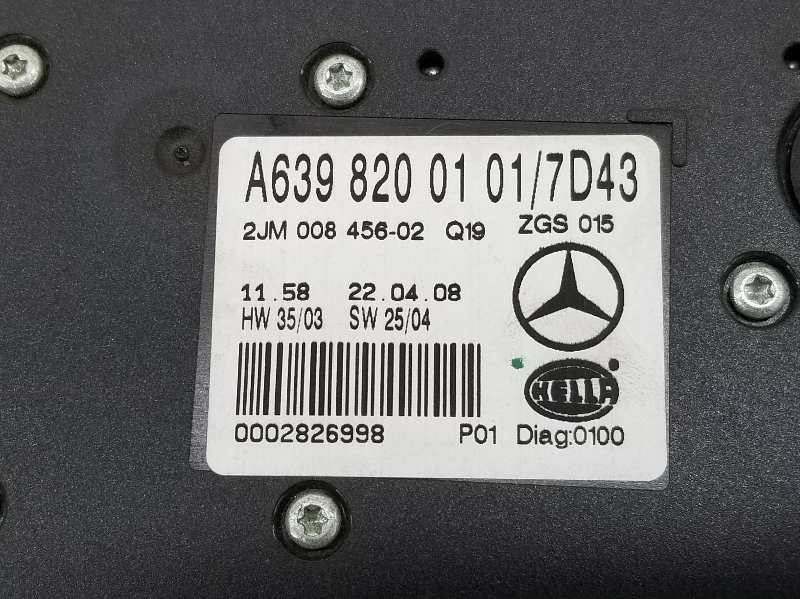 A639 820 01 01/7D43
2JM 008 456-02 Q19 ZGS 015
11.58 22.04.08
HW 35/03 SW 25/04
HELLA
0002826998 P01 Diag:0100